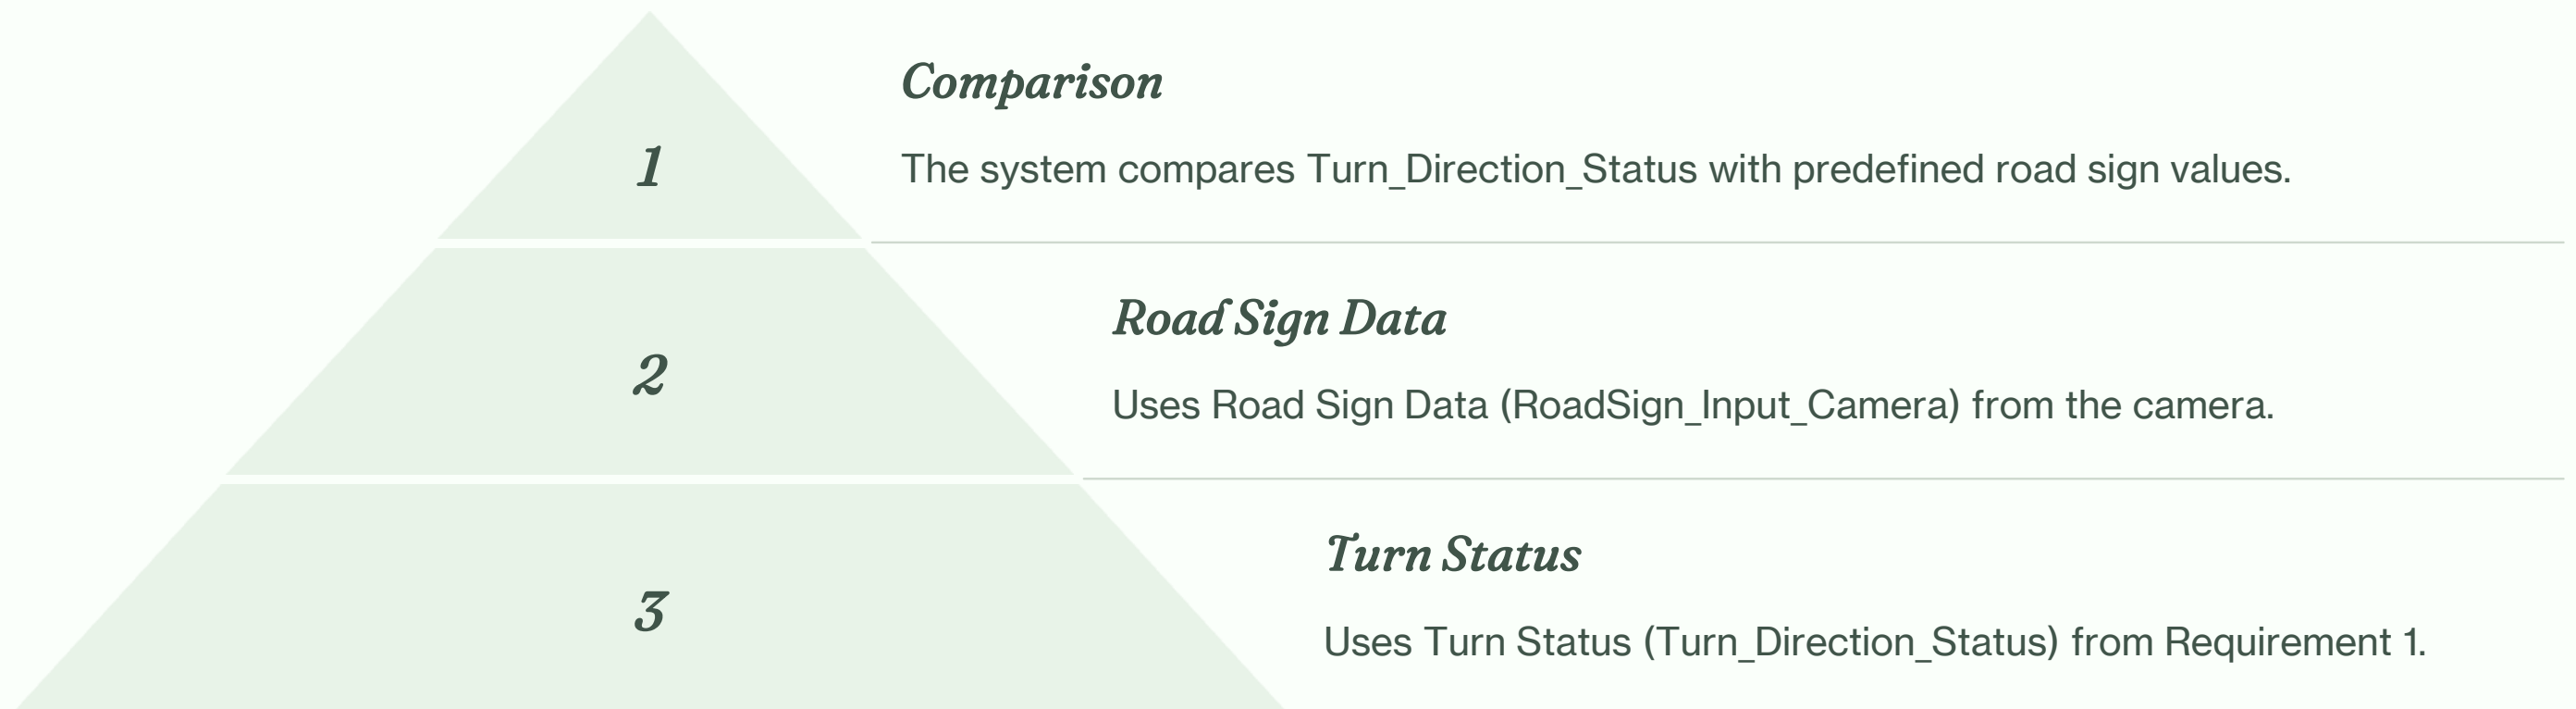 Comparison
1
The system compares Turn_Direction_Status with predefined road sign values.
Road Sign Data
2
Uses Road Sign Data (RoadSign_Input_Camera) from the camera.
Turn Status
3
Uses Turn Status (Turn_Direction_Status) from Requirement 1.